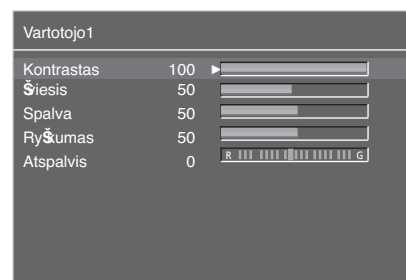 Vartotojo1
Kontrastas 100
Šviesis 50
Spalva 50
RyŠkumas 50
Atspalvis 0 R G